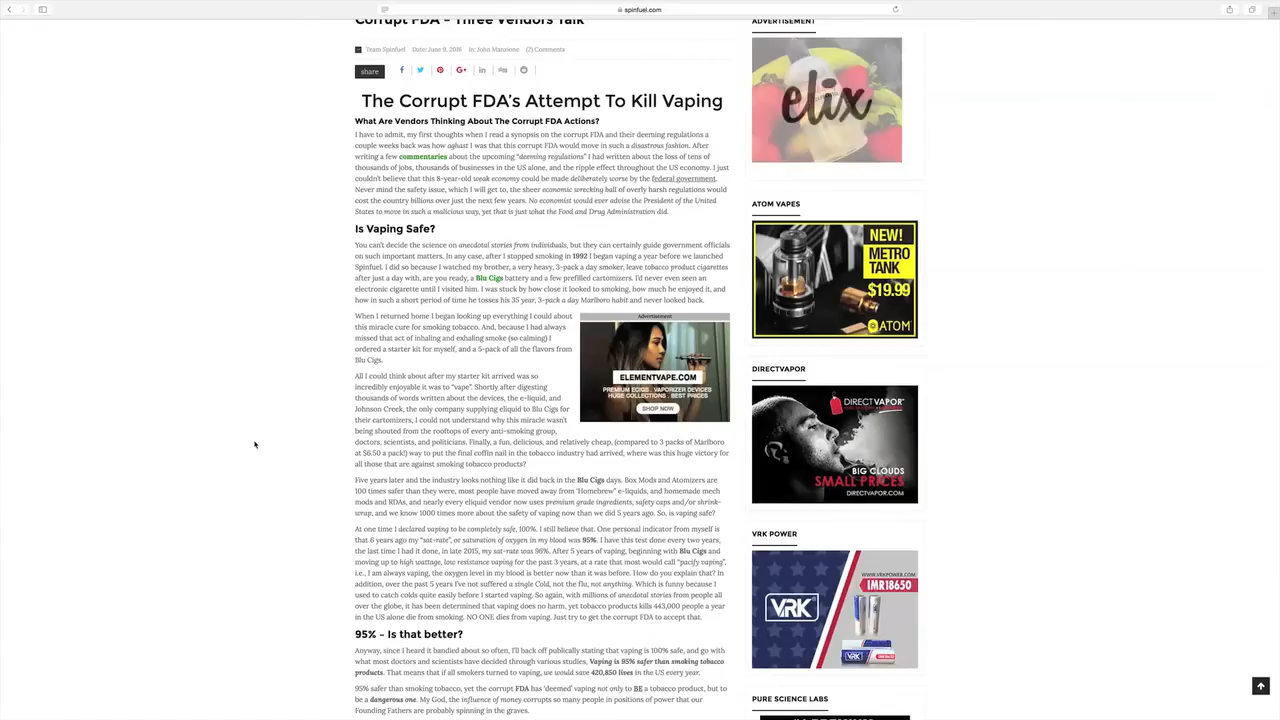 spinfuel.com
Corrupt FDA – Three Vendors Talk
Team Spinfuel Date: June 9, 2016 In: John Manzione (2) Comments
share
The Corrupt FDA's Attempt To Kill Vaping
What Are Vendors Thinking About The Corrupt FDA Actions?
I have to admit, my first thoughts when I read a synopsis on the corrupt FDA and their deeming regulations a
couple weeks back was how aghast I was that this corrupt FDA would move in such a disastrous fashion. After
writing a few commentaries about the upcoming "deeming regulations" I had written about the loss of tens of
thousands of jobs, thousands of businesses in the US alone, and the ripple effect throughout the US economy. I just
couldn't believe that this 8-year-old weak economy could be made deliberately worse by the federal government.
Never mind the safety issue, which I will get to, the sheer economic wrecking ball of overly harsh regulations would
cost the country billions over just the next few years. No economist would ever advise the President of the United
States to move in such a malicious way, yet that is just what the Food and Drug Administration did.
Is Vaping Safe?
You can't decide the science on anecdotal stories from individuals, but they can certainly guide government officials
on such important matters. In any case, after I stopped smoking in 1992 I began vaping a year before we launched
Spinfuel. I did so because I watched my brother, a very heavy, 3-pack a day smoker, leave tobacco product cigarettes
after just a day with, are you ready, a Blu Cigs battery and a few prefilled cartomizers. I'd never even seen an
electronic cigarette until I visited him. I was stuck by how close it looked to smoking, how much he enjoyed it, and
how in such a short period of time he tosses his 35 year, 3-pack a day Marlboro habit and never looked back.
When I returned home I began looking up everything I could about
this miracle cure for smoking tobacco. And, because I had always
missed that act of inhaling and exhaling smoke (so calming) I
ordered a starter kit for myself, and a 5-pack of all the flavors from
Blu Cigs.
All I could think about after my starter kit arrived was so
incredibly enjoyable it was to "vape". Shortly after digesting
thousands of words written about the devices, the e-liquid, and
Johnson Creek, the only company supplying eliquid to Blu Cigs for
their cartomizers, I could not understand why this miracle wasn't
being shouted from the rooftops of every anti-smoking group,
doctors, scientists, and politicians. Finally, a fun, delicious, and relatively cheap, (compared to 3 packs of Marlboro
at $6.50 a pack!) way to put the final coffin nail in the tobacco industry had arrived, where was this huge victory for
all those that are against smoking tobacco products?
Advertisement
ELEMENTVAPE.COM
PREMIUM ECIGS . VAPORIZER DEVICES
HUGE COLLECTIONS . BEST PRICES
SHOP NOW
Five years later and the industry looks nothing like it did back in the Blu Cigs days. Box Mods and Atomizers are
100 times safer than they were, most people have moved away from 'Homebrew" e-liquids, and homemade mech
mods and RDAs, and nearly every eliquid vendor now uses premium grade ingredients, safety caps and/or shrink-
wrap, and we know 1000 times more about the safety of vaping now than we did 5 years ago. So, is vaping safe?
At one time I declared vaping to be completely safe, 100%. I still believe that. One personal indicator from myself is
that 6 years ago my "sat-rate", or saturation of oxygen in my blood was 95%. I have this test done every two years,
the last time I had it done, in late 2015, my sat-rate was 96%. After 5 years of vaping, beginning with Blu Cigs and
moving up to high wattage, low resistance vaping for the past 3 years, at a rate that most would call "pacify vaping",
i.e., I am always vaping, the oxygen level in my blood is better now than it was before. How do you explain that? In
addition, over the past 5 years I've not suffered a single Cold, not the flu, not anything. Which is funny because I
used to catch colds quite easily before I started vaping. So again, with millions of anecdotal stories from people all
over the globe, it has been determined that vaping does no harm, yet tobacco products kills 443,000 people a year
in the US alone die from smoking. NO ONE dies from vaping. Just try to get the corrupt FDA to accept that.
95% – Is that better?
Anyway, since I heard it bandied about so often, I'll back off publically stating that vaping is 100% safe, and go with
what most doctors and scientists have decided through various studies, Vaping is 95% safer than smoking tobacco
products. That means that if all smokers turned to vaping, we would save 420,850 lives in the US every year.
95% safer than smoking tobacco, yet the corrupt FDA has 'deemed' vaping not only to BE a tobacco product, but to
be a dangerous one. My God, the influence of money corrupts so many people in positions of power that our
Founding Fathers are probably spinning in the graves.
ADVERTISEMENT
elix
ATOM VAPES
NEW!
METRO
TANK
$19.99
ATOM
DIRECTVAPOR
DIRECTVAPOR
BIG CLOUDS
SMALL PRICES
DIRECTVAPOR.COM
VRK POWER
WWW.VRKPOWER.COM
IMR18650
VRK
PURE SCIENCE LABS